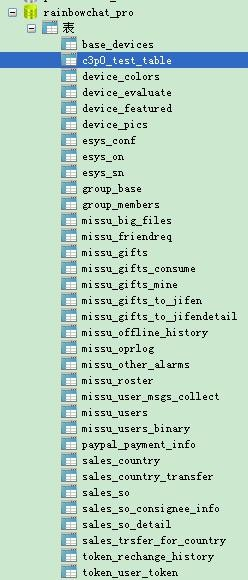 rainbowchat_pro
表
base_devices
c3p0_test_table
device_colors
device_evaluate
device_featured
device_pics
esys_conf
esys_on
esys_sn
group_base
group_members
missu_big_files
missu_friendreq
missu_gifts
missu_gifts_consume
missu_gifts_mine
missu_gifts_to_jifen
missu_gifts_to_jifendetail
missu_offline_history
missu_oprlog
missu_other_alarms
missu_roster
missu_user_msgs_collect
missu_users
missu_users_binary
paypal_payment_info
sales_country
sales_country_transfer
sales_so
sales_so_consignee_info
sales_so_detail
sales_trsfer_for_country
token_rechange_history
token_user_token